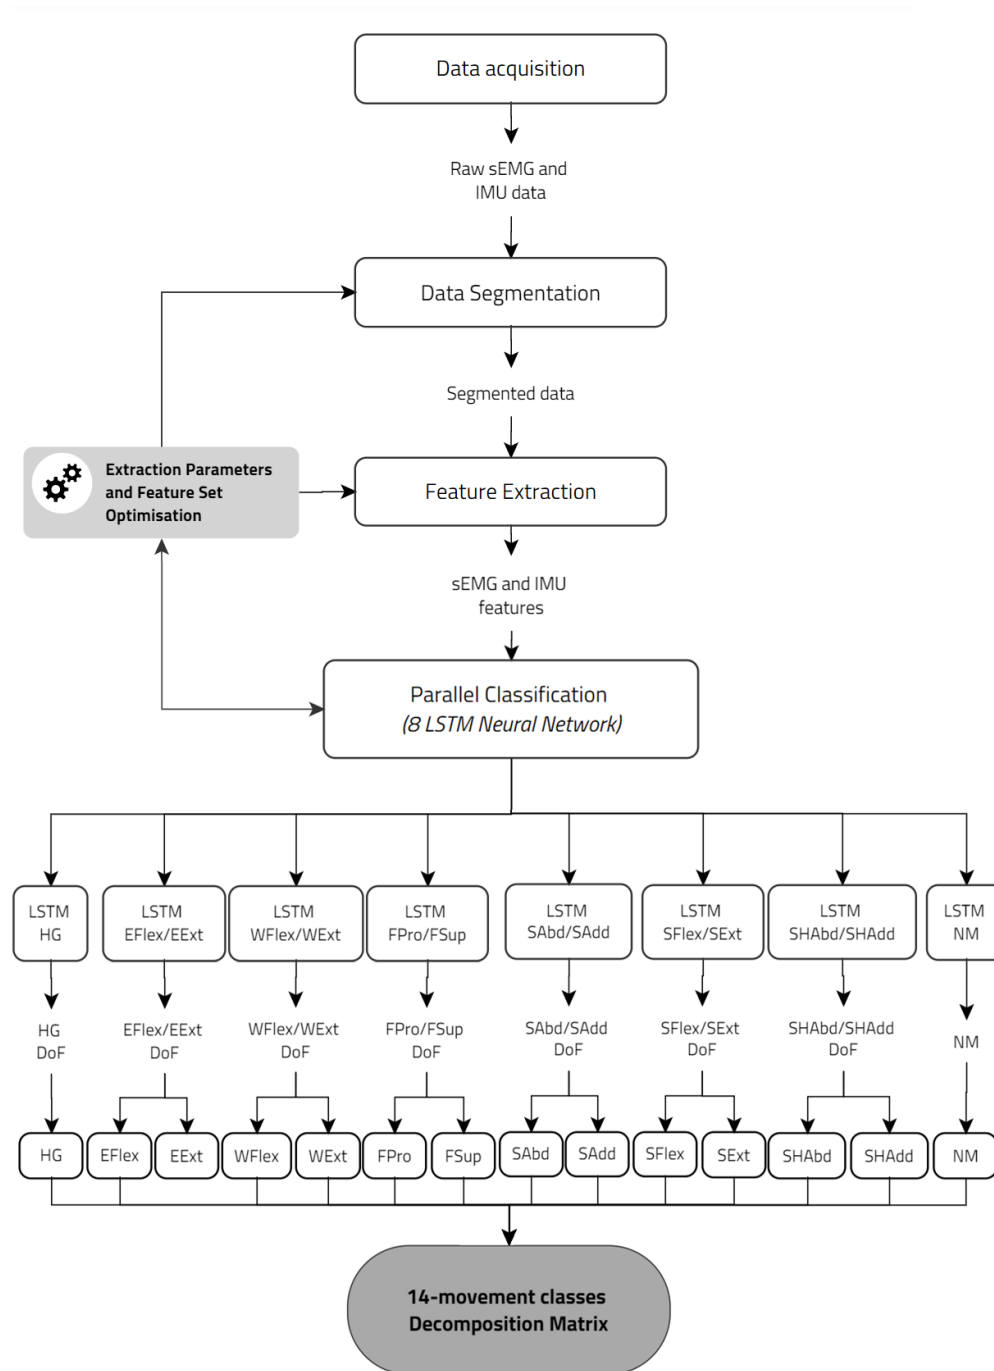 Data acquisition
Raw sEMG and
IMU data
Data Segmentation
Segmented data
Extraction Parameters
and Feature Set
Optimisation
Feature Extraction
sEMG and IMU
features
Parallel Classification
(8 LSTM Neural Network)
LSTM
HG
LSTM
EFlex/EExt
LSTM
WFlex/WExt
LSTM
FPro/FSup
LSTM
SAbd/SAdd
LSTM
SFlex/SExt
LSTM
SHAbd/SHAdd
LSTM
NM
HG
DoF
EFlex/EExt
DoF
WFlex/WExt
DoF
FPro/FSup
DoF
SAbd/SAdd
DoF
SFlex/SExt
DoF
SHAbd/SHAdd
DoF
NM
HG
EFlex
EExt
WFlex
WExt
FPro
FSup
SAbd
SAdd
SFlex
SExt
SHAbd
SHAdd
NM
14-movement classes
Decomposition Matrix